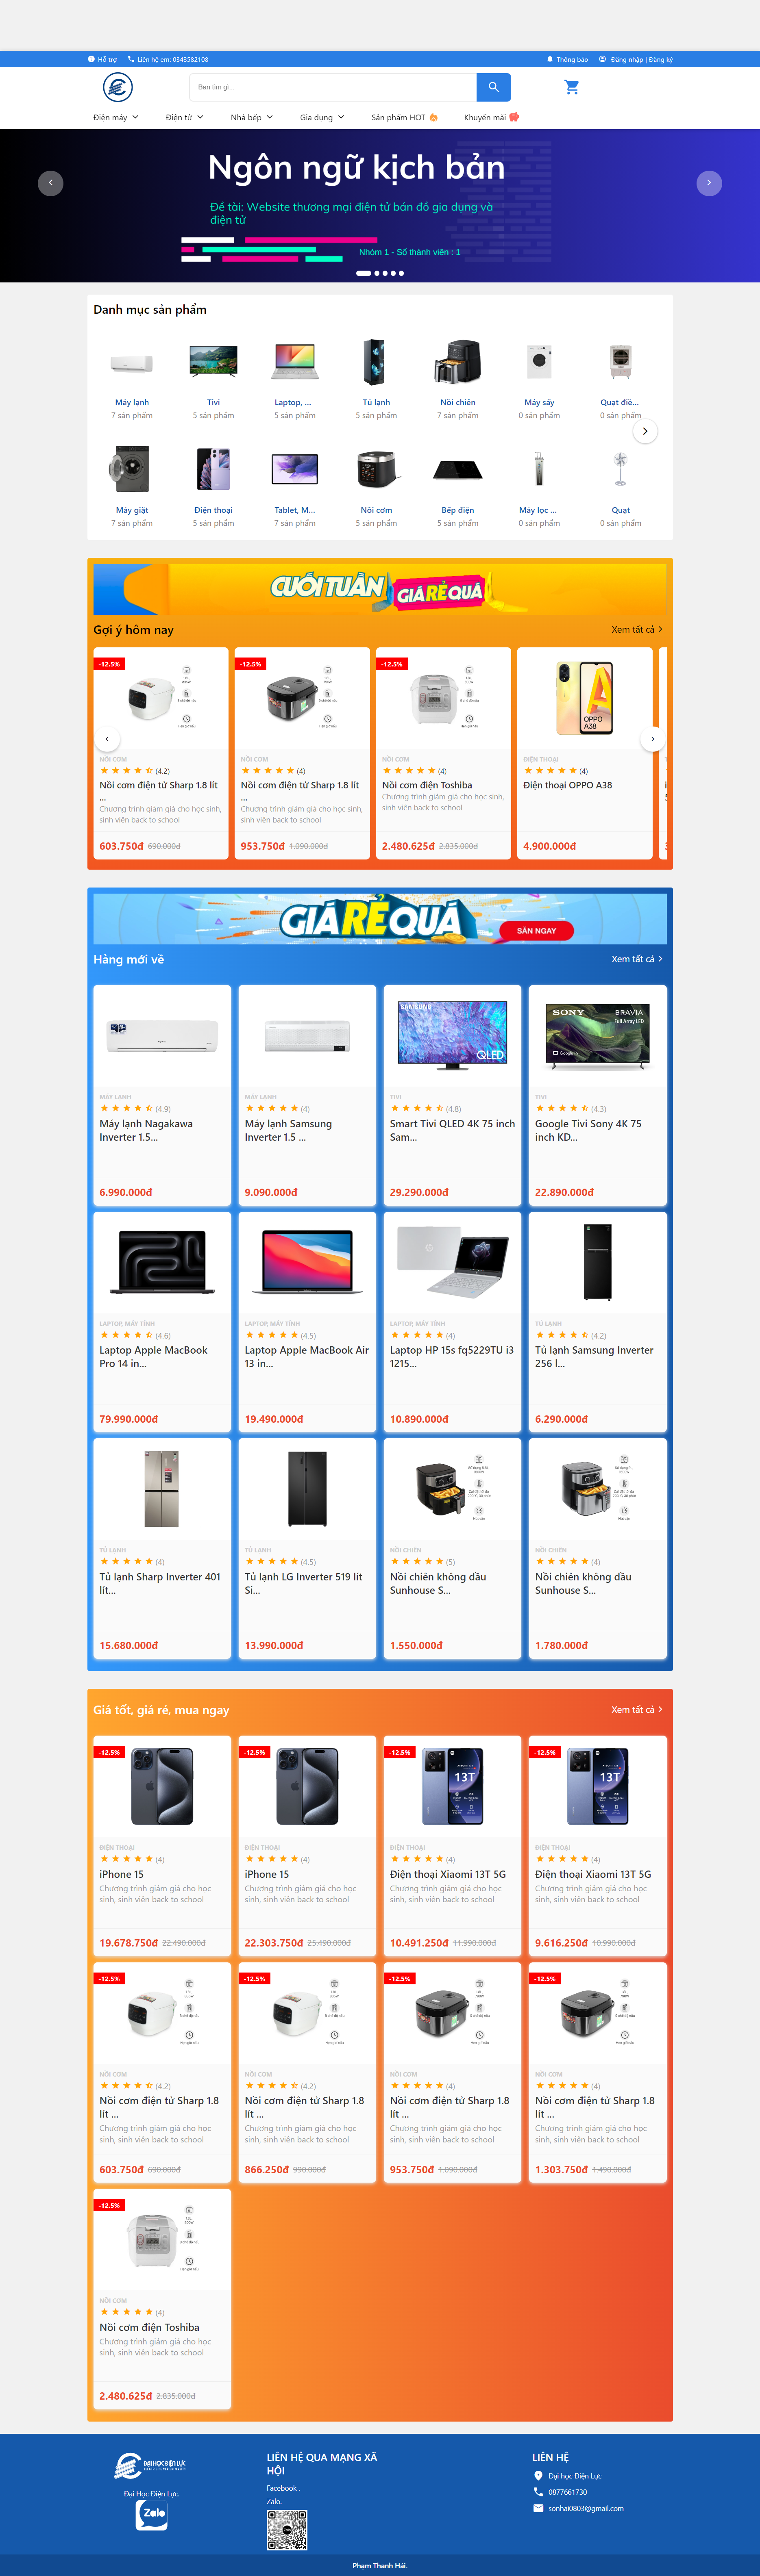 Hỗ trợ
Liên hệ em: 0343582108
Thông báo
Đăng nhập | Đăng ký
Bạn tìm gì...
Điện máy
Điện tử
Nhà bếp
Gia dụng
Sản phẩm HOT
Khuyến mãi
Ngôn ngữ kịch bản
Đề tài: Website thương mại điện tử bán đồ gia dụng và
điện tử
Nhóm 1 - Số thành viên : 1
Danh mục sản phẩm
Máy lạnh
Tivi
Laptop, ...
Tủ lạnh
Nồi chiên
Máy sấy
Quạt điề...
7 sản phẩm
5 sản phẩm
5 sản phẩm
5 sản phẩm
7 sản phẩm
0 sản phẩm
0 sản phẩm
Máy giặt
Điện thoại
Tablet, M...
Nồi cơm
Bếp điện
Máy lọc ...
Quạt
7 sản phẩm
5 sản phẩm
7 sản phẩm
5 sản phẩm
5 sản phẩm
0 sản phẩm
0 sản phẩm
CUỐI TUẦN
GIÁ RẺ QUÁ
Gợi ý hôm nay
Xem tất cả
-12.5%
NỒI CƠM
(4.2)
Nồi cơm điện tử Sharp 1.8 lít
...
Chương trình giảm giá cho học sinh,
sinh viên back to school
603.750đ 690.000đ
-12.5%
NỒI CƠM
(4)
Nồi cơm điện tử Sharp 1.8 lít
...
Chương trình giảm giá cho học sinh,
sinh viên back to school
953.750đ 1.090.000đ
-12.5%
NỒI CƠM
(4)
Nồi cơm điện Toshiba
Chương trình giảm giá cho học sinh,
sinh viên back to school
2.480.625đ 2.835.000đ
OPPO
A38
ĐIỆN THOẠI
(4)
Điện thoại OPPO A38
4.900.000đ
GIÁ RẺ QUÁ
SĂN NGAY
Hàng mới về
Xem tất cả
MÁY LẠNH
(4.9)
Máy lạnh Nagakawa
Inverter 1.5...
6.990.000đ
MÁY LẠNH
(4)
Máy lạnh Samsung
Inverter 1.5 ...
9.090.000đ
SAMSUNG
QLED
TIVI
(4.8)
Smart Tivi QLED 4K 75 inch
Sam...
29.290.000đ
SONY
BRAVIA
Full Array LED
Google TV
TIVI
(4.3)
Google Tivi Sony 4K 75
inch KD...
22.890.000đ
LAPTOP, MÁY TÍNH
(4.6)
Laptop Apple MacBook
Pro 14 in...
79.990.000đ
LAPTOP, MÁY TÍNH
(4.5)
Laptop Apple MacBook Air
13 in...
19.490.000đ
LAPTOP, MÁY TÍNH
(4)
Laptop HP 15s fq5229TU i3
1215...
10.890.000đ
TỦ LẠNH
(4.2)
Tủ lạnh Samsung Inverter
256 l...
6.290.000đ
TỦ LẠNH
(4)
Tủ lạnh Sharp Inverter 401
lít...
15.680.000đ
TỦ LẠNH
(4.5)
Tủ lạnh LG Inverter 519 lít
Si...
13.990.000đ
NỒI CHIÊN
(5)
Nồi chiên không dầu
Sunhouse S...
1.550.000đ
NỒI CHIÊN
(4)
Nồi chiên không dầu
Sunhouse S...
1.780.000đ
Giá tốt, giá rẻ, mua ngay
Xem tất cả
-12.5%
ĐIỆN THOẠI
(4)
iPhone 15
Chương trình giảm giá cho học
sinh, sinh viên back to school
19.678.750đ 22.490.000đ
-12.5%
ĐIỆN THOẠI
(4)
iPhone 15
Chương trình giảm giá cho học
sinh, sinh viên back to school
22.303.750đ 25.490.000đ
-12.5%
13T
ĐIỆN THOẠI
(4)
Điện thoại Xiaomi 13T 5G
Chương trình giảm giá cho học
sinh, sinh viên back to school
10.491.250đ 11.990.000đ
-12.5%
13T
ĐIỆN THOẠI
(4)
Điện thoại Xiaomi 13T 5G
Chương trình giảm giá cho học
sinh, sinh viên back to school
9.616.250đ 10.990.000đ
-12.5%
NỒI CƠM
(4.2)
Nồi cơm điện tử Sharp 1.8
lít ...
Chương trình giảm giá cho học
sinh, sinh viên back to school
603.750đ 690.000đ
-12.5%
NỒI CƠM
(4.2)
Nồi cơm điện tử Sharp 1.8
lít ...
Chương trình giảm giá cho học
sinh, sinh viên back to school
866.250đ 990.000đ
-12.5%
NỒI CƠM
(4)
Nồi cơm điện tử Sharp 1.8
lít ...
Chương trình giảm giá cho học
sinh, sinh viên back to school
953.750đ 1.090.000đ
-12.5%
NỒI CƠM
(4)
Nồi cơm điện tử Sharp 1.8
lít ...
Chương trình giảm giá cho học
sinh, sinh viên back to school
1.303.750đ 1.490.000đ
-12.5%
NỒI CƠM
(4)
Nồi cơm điện Toshiba
Chương trình giảm giá cho học
sinh, sinh viên back to school
2.480.625đ 2.835.000đ
ĐẠI HỌC ĐIỆN LỰC
Đại Học Điện Lực.
Zalo
LIÊN HỆ QUA MẠNG XÃ
HỘI
Facebook .
Zalo.
LIÊN HỆ
Đại học Điện Lực
0877661730
sonhai0803@gmail.com
Phạm Thanh Hải.